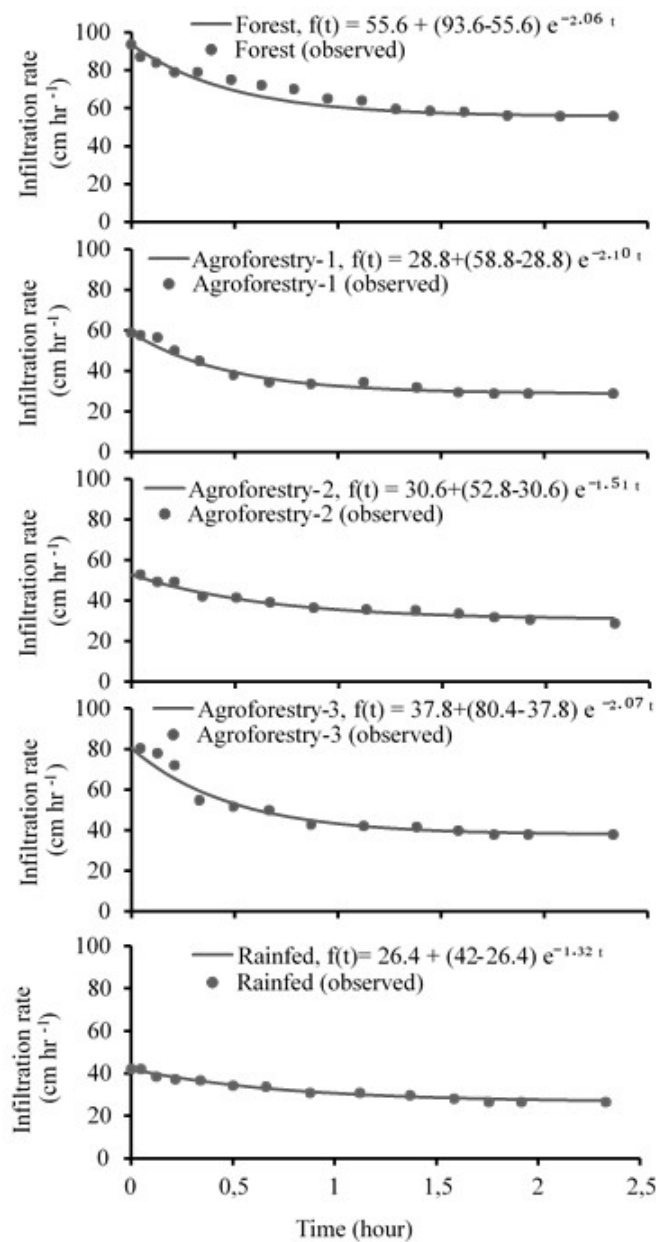 Forest, f(t) = 55.6 + (93.6-55.6) e⁻²·⁰⁶ ᵗ
Forest (observed)
Infiltration rate
(cm hr ⁻¹)
100
80
60
40
20
0
Agroforestry-1, f(t) = 28.8+(58.8-28.8) e⁻²·¹⁰ ᵗ
Agroforestry-1 (observed)
Infiltration rate
(cm hr ⁻¹)
100
80
60
40
20
0
Agroforestry-2, f(t) = 30.6+(52.8-30.6) e⁻¹·⁵¹ ᵗ
Agroforestry-2 (observed)
Infiltration rate
(cm hr ⁻¹)
100
80
60
40
20
0
Agroforestry-3, f(t) = 37.8+(80.4-37.8) e ⁻²·⁰⁷ ᵗ
Agroforestry-3 (observed)
Infiltration rate
(cm hr ⁻¹)
100
80
60
40
20
0
Rainfed, f(t)= 26.4 + (42-26.4) e⁻¹·³² ᵗ
Rainfed (observed)
Infiltration rate
(cm hr ⁻¹)
100
80
60
40
20
0
0 0,5 1 1,5 2 2,5
Time (hour)